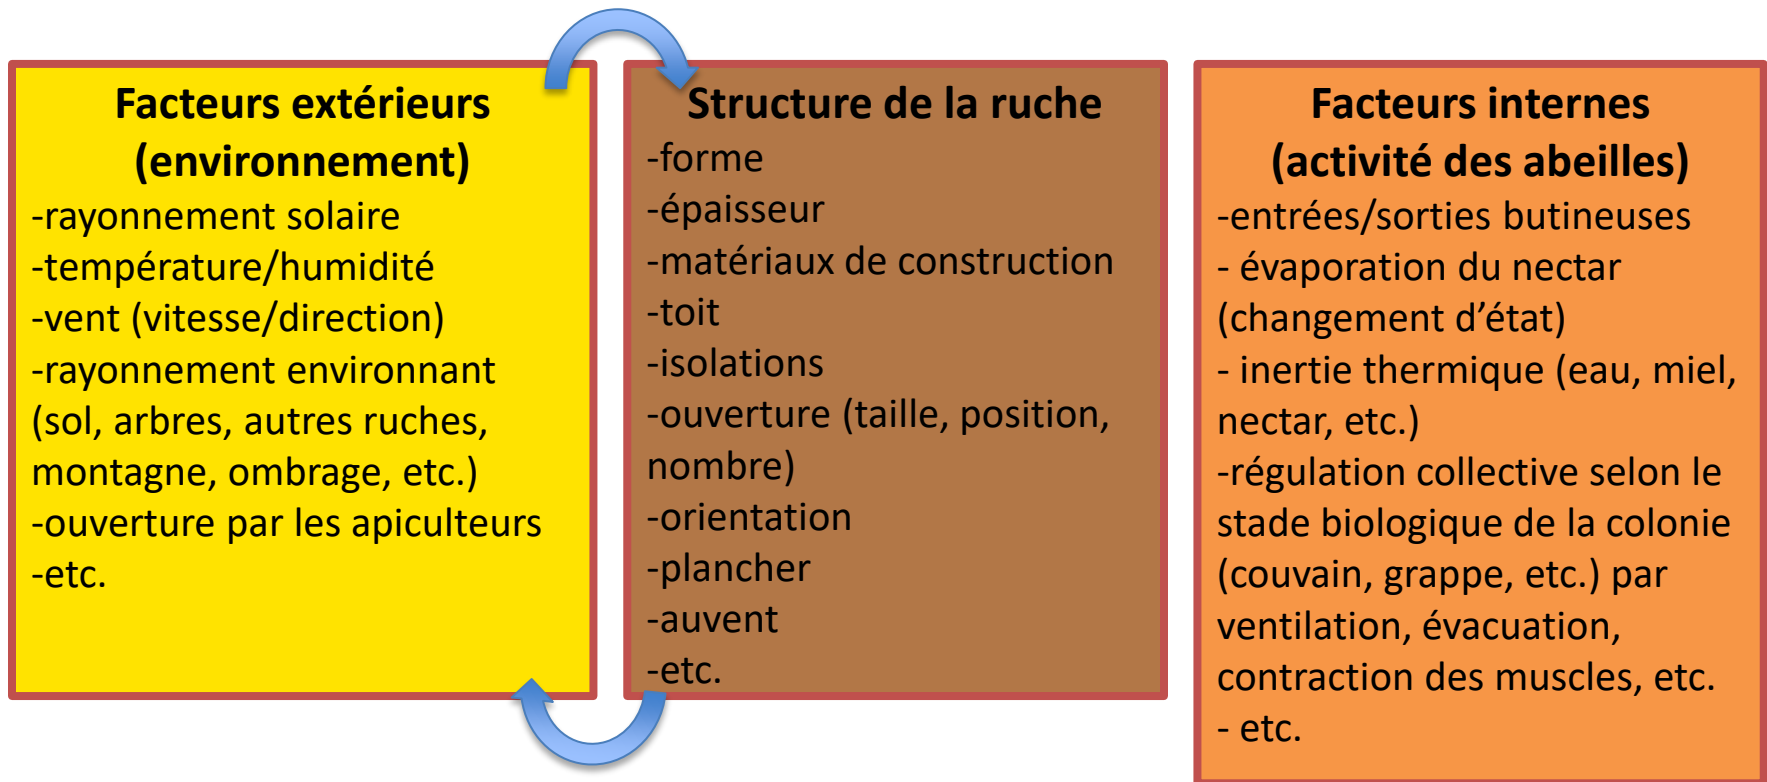 Facteurs extérieurs
(environnement)
-rayonnement solaire
-température/humidité
-vent (vitesse/direction)
-rayonnement environnant
(sol, arbres, autres ruches,
montagne, ombrage, etc.)
-ouverture par les apiculteurs
-etc.
Structure de la ruche
-forme
-épaisseur
-matériaux de construction
-toit
-isolations
-ouverture (taille, position,
nombre)
-orientation
-plancher
-auvent
-etc.
Facteurs internes
(activité des abeilles)
-entrées/sorties butineuses
- évaporation du nectar
(changement d’état)
- inertie thermique (eau, miel,
nectar, etc.)
-régulation collective selon le
stade biologique de la colonie
(couvain, grappe, etc.) par
ventilation, évacuation,
contraction des muscles, etc.
- etc.